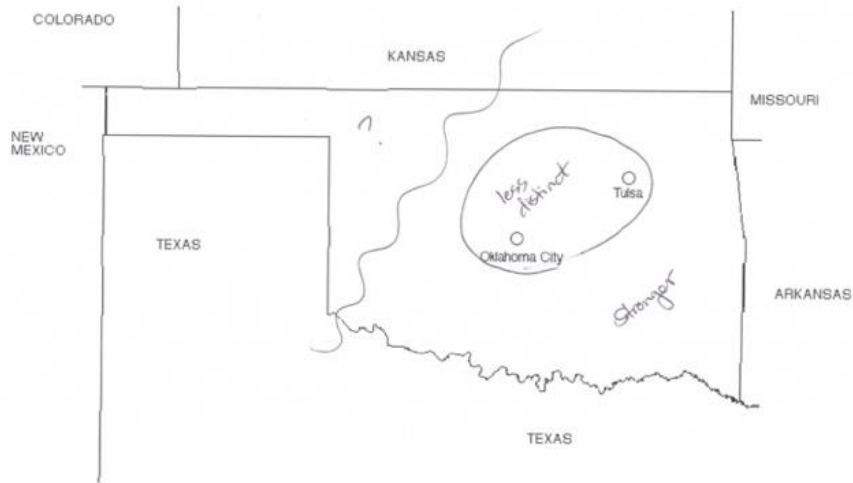 COLORADO
KANSAS
MISSOURI
NEW
MEXICO
?
less
distinct
Tulsa
TEXAS
Oklahoma City
Stronger
ARKANSAS
TEXAS